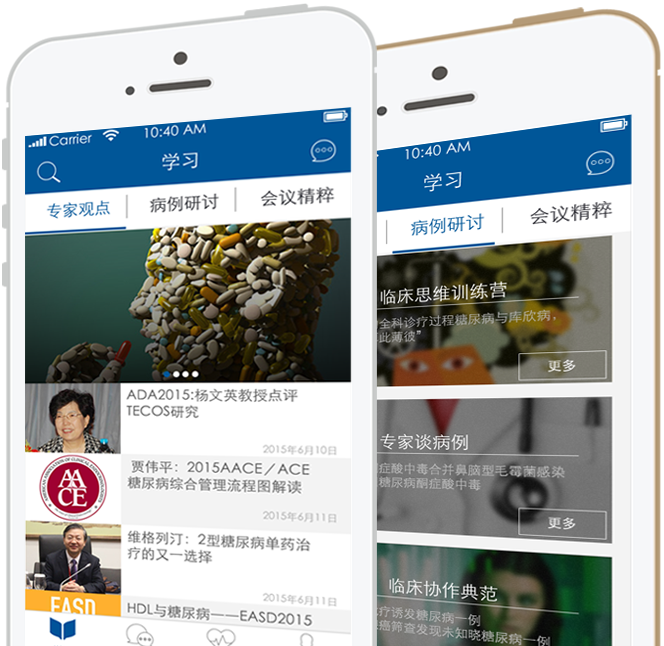 Carrier
10:40 AM
学习
专家观点
病例研讨
会议精粹
ADA2015:杨文英教授点评
TECOS研究
2015年6月10日
AACE
贾伟平：2015AACE／ACE
糖尿病综合管理流程图解读
2015年6月11日
维格列汀：2型糖尿病单药治
疗的又一选择
2015年6月11日
EASD
HDL与糖尿病——EASD2015
10:40 AM
学习
病例研讨
会议精粹
临床思维训练营
全科诊疗过程糖尿病与库欣病，
此薄彼”
更多
专家谈病例
症酸中毒合并鼻脑型毛霉菌感染
糖尿病酮症酸中毒
更多
临床协作典范
疗诱发糖尿病一例
癌筛查发现未知晓糖尿病一例